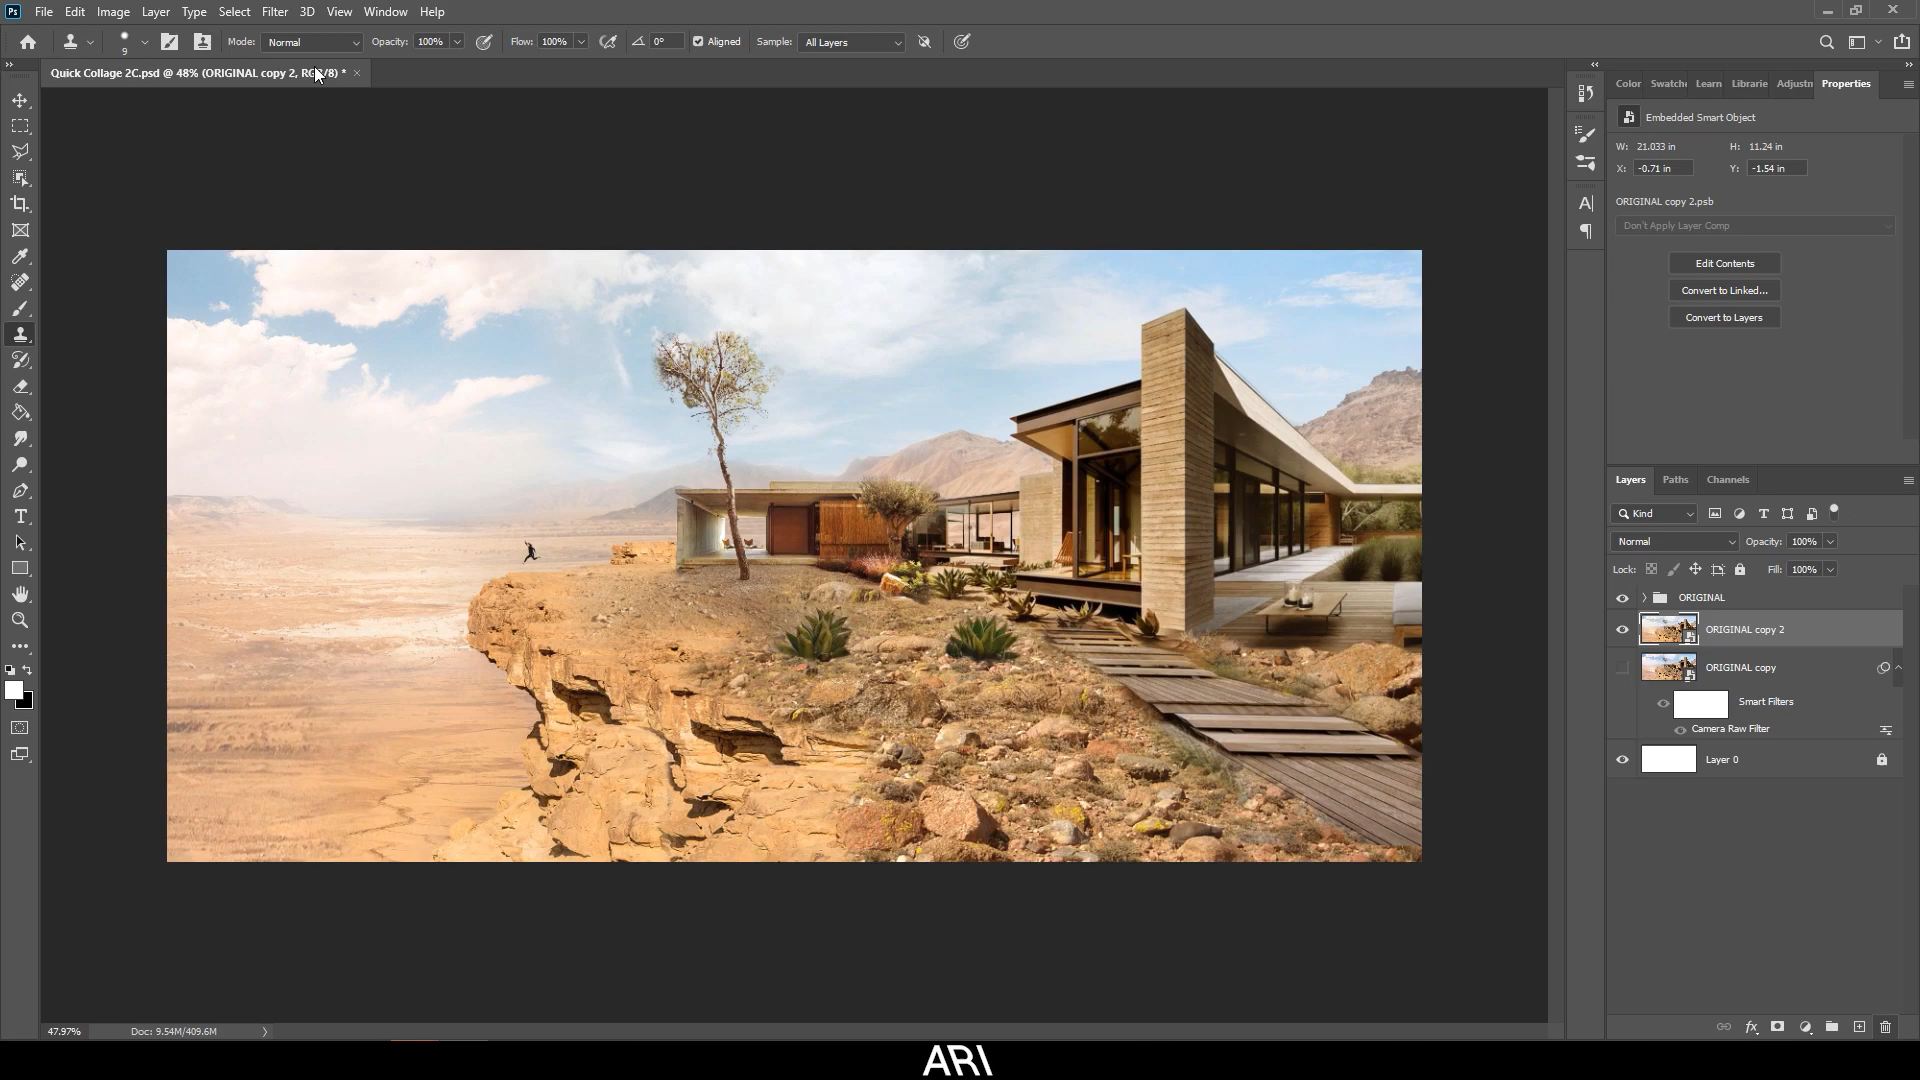 Ps File Edit Image Layer Type Select Filter 3D View Window Help
9 Mode: Normal Opacity: 100% Flow: 100% 0° Aligned Sample: All Layers
Quick Collage 2C.psd @ 48% (ORIGINAL copy 2, RGB/8) * ×
Color Swatche Learn Librarie Adjustn Properties
Embedded Smart Object
W: 21.033 in H: 11.24 in
X: -0.71 in Y: -1.54 in
ORIGINAL copy 2.psb
Don't Apply Layer Comp
Edit Contents
Convert to Linked...
Convert to Layers
Layers Paths Channels
Kind
Normal Opacity: 100%
Lock: Fill: 100%
ORIGINAL
ORIGINAL copy 2
ORIGINAL copy
Smart Filters
Camera Raw Filter
Layer 0
47.97% Doc: 9.54M/409.6M
fx
ARI